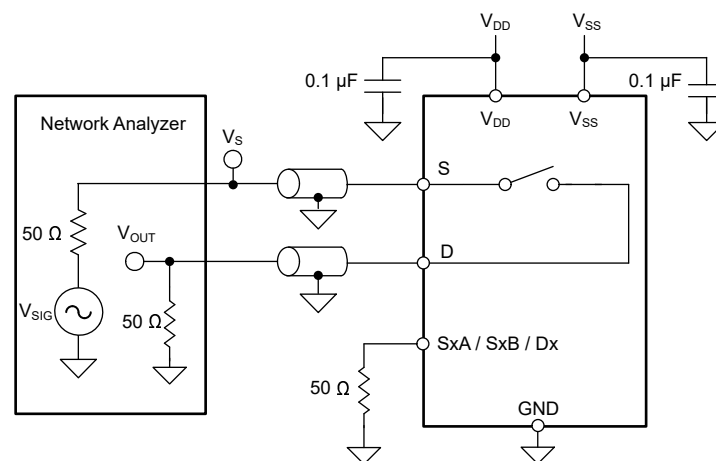 V_DD
V_SS
0.1 µF
0.1 µF
V_DD
V_SS
Network Analyzer
V_S
S
50 Ω
V_OUT
D
V_SIG
50 Ω
SxA / SxB / Dx
50 Ω
GND